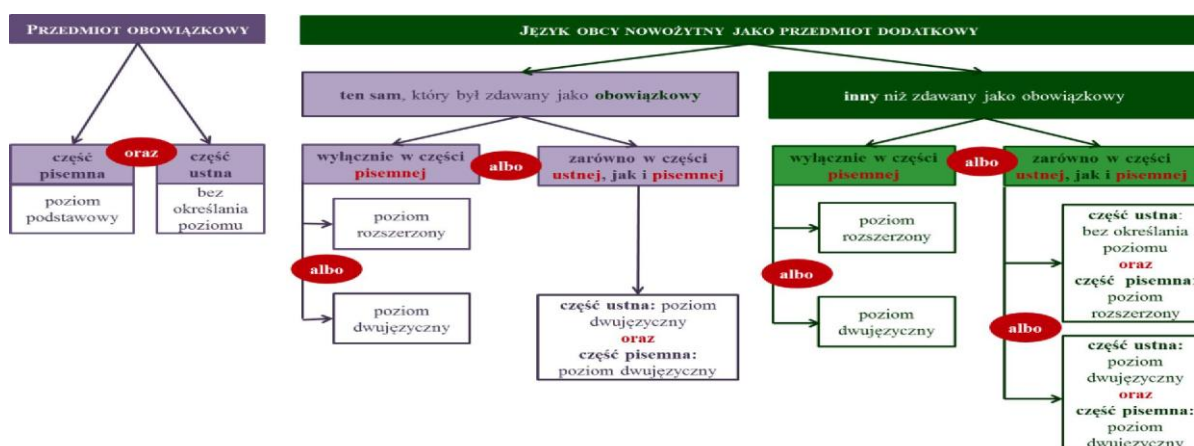 PRZEDMIOT OBOWIĄZKOWY
część
pisemna
oraz
część
ustna
poziom
podstawowy
bez
określania
poziomu
JĘZYK OBCY NOWOŻYTNY JAKO PRZEDMIOT DODATKOWY
ten sam, który był zdawany jako obowiązkowy
wyłącznie w części
pisemnej
albo
zarówno w części
ustnej, jak i pisemnej
poziom
rozszerzony
albo
poziom
dwujęzyczny
część ustna: poziom
dwujęzyczny
oraz
część pisemna:
poziom dwujęzyczny
inny niż zdawany jako obowiązkowy
wyłącznie w części
pisemnej
albo
zarówno w części
ustnej, jak i pisemnej
poziom
rozszerzony
albo
poziom
dwujęzyczny
część ustna:
bez określania
poziomu
oraz
część pisemna:
poziom
rozszerzony
albo
część ustna:
poziom
dwujęzyczny
oraz
część pisemna:
poziom
dwujęzyczny